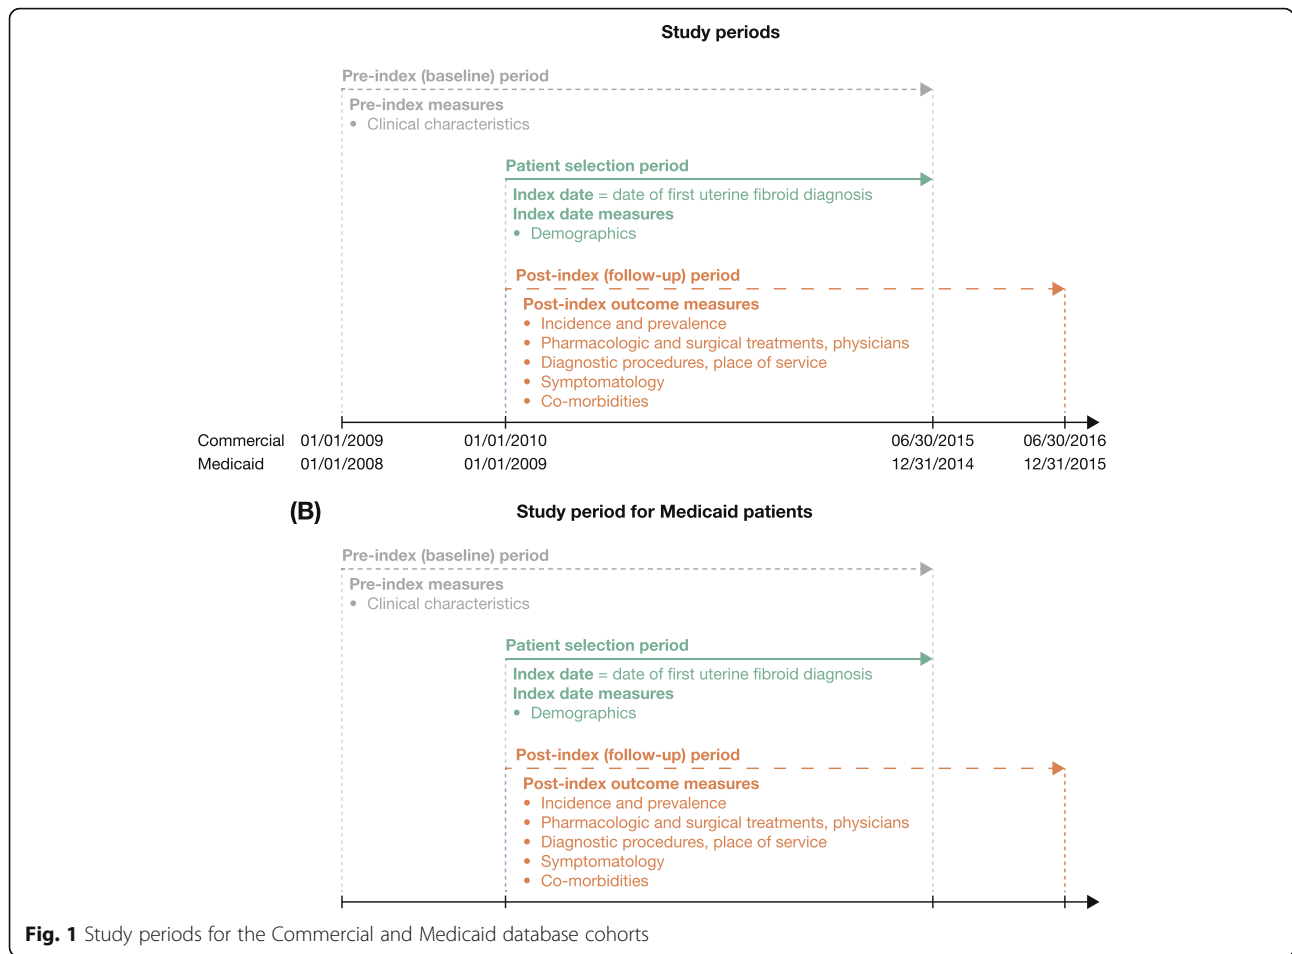 Study periods
Pre-index (baseline) period
Pre-index measures
• Clinical characteristics
Patient selection period
Index date = date of first uterine fibroid diagnosis
Index date measures
• Demographics
Post-index (follow-up) period
Post-index outcome measures
• Incidence and prevalence
• Pharmacologic and surgical treatments, physicians
• Diagnostic procedures, place of service
• Symptomatology
• Co-morbidities
Commercial 01/01/2009 01/01/2010 06/30/2015 06/30/2016
Medicaid 01/01/2008 01/01/2009 12/31/2014 12/31/2015
(B) Study period for Medicaid patients
Pre-index (baseline) period
Pre-index measures
• Clinical characteristics
Patient selection period
Index date = date of first uterine fibroid diagnosis
Index date measures
• Demographics
Post-index (follow-up) period
Post-index outcome measures
• Incidence and prevalence
• Pharmacologic and surgical treatments, physicians
• Diagnostic procedures, place of service
• Symptomatology
• Co-morbidities
Fig. 1 Study periods for the Commercial and Medicaid database cohorts